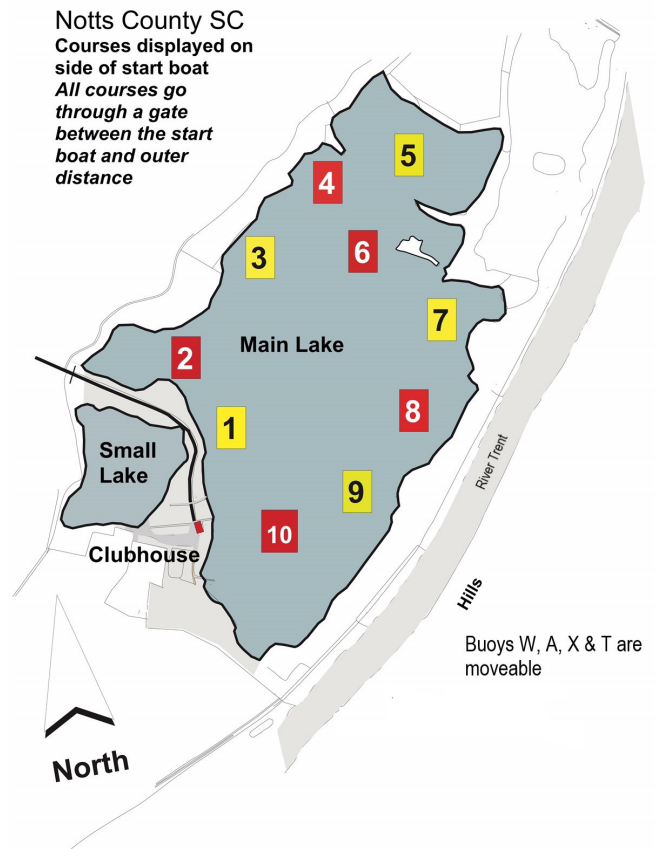 Notts County SC
Courses displayed on
side of start boat
All courses go
through a gate
between the start
boat and outer
distance
5
4
6
3
7
Main Lake
2
8
1
Small
Lake
9
10
River Trent
Clubhouse
Hills
Buoys W, A, X & T are
moveable
North